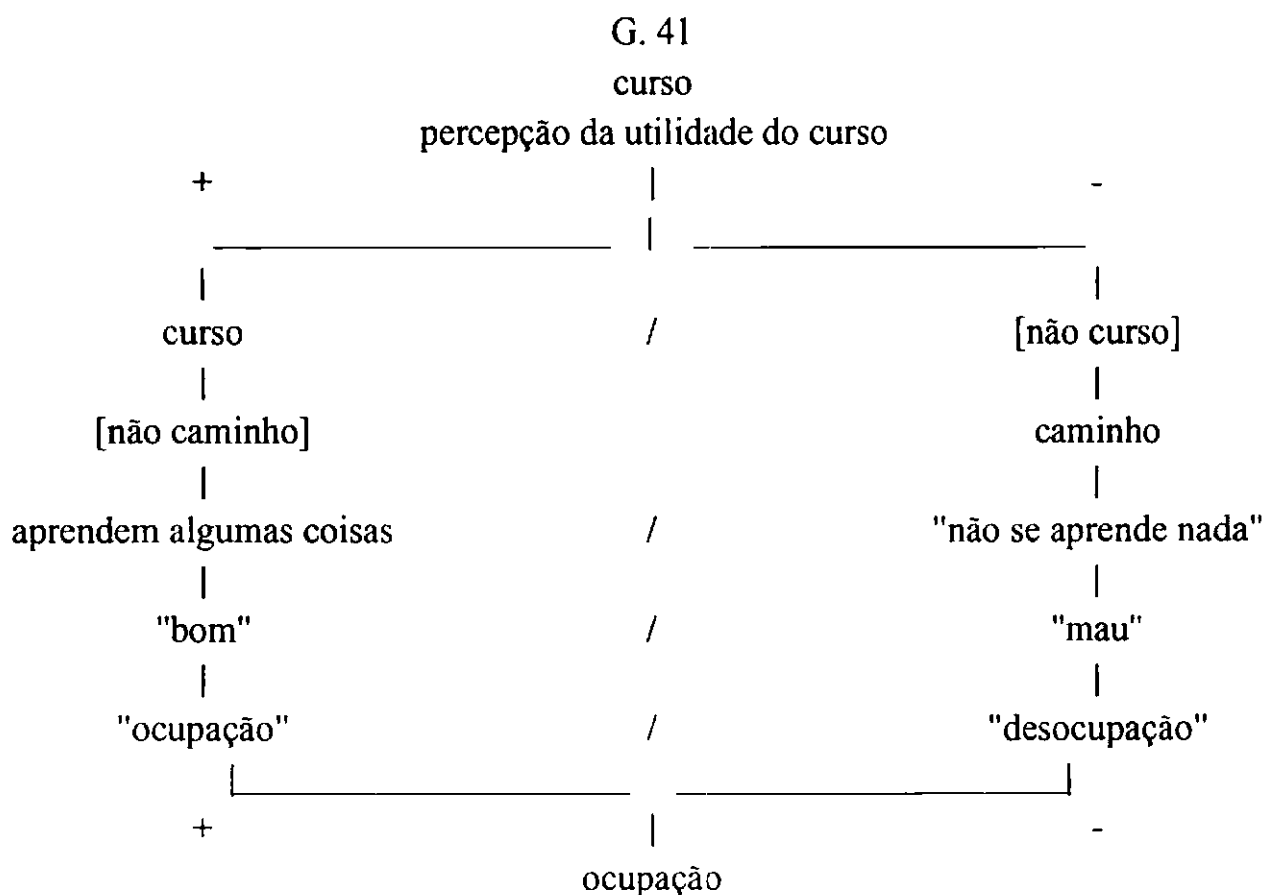 G. 41
curso
percepção da utilidade do curso
+ -
curso / [não curso]
[não caminho] caminho
aprendem algumas coisas / "não se aprende nada"
"bom" / "mau"
"ocupação" / "desocupação"
+ -
ocupação